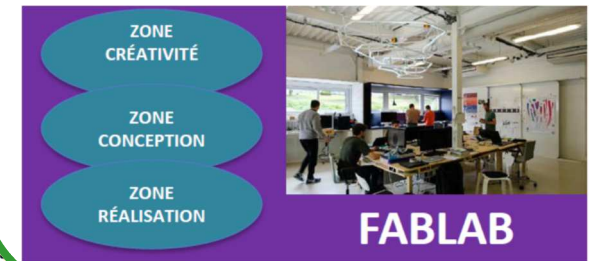 ZONE
CRÉATIVITÉ
ZONE
CONCEPTION
ZONE
RÉALISATION
FABLAB